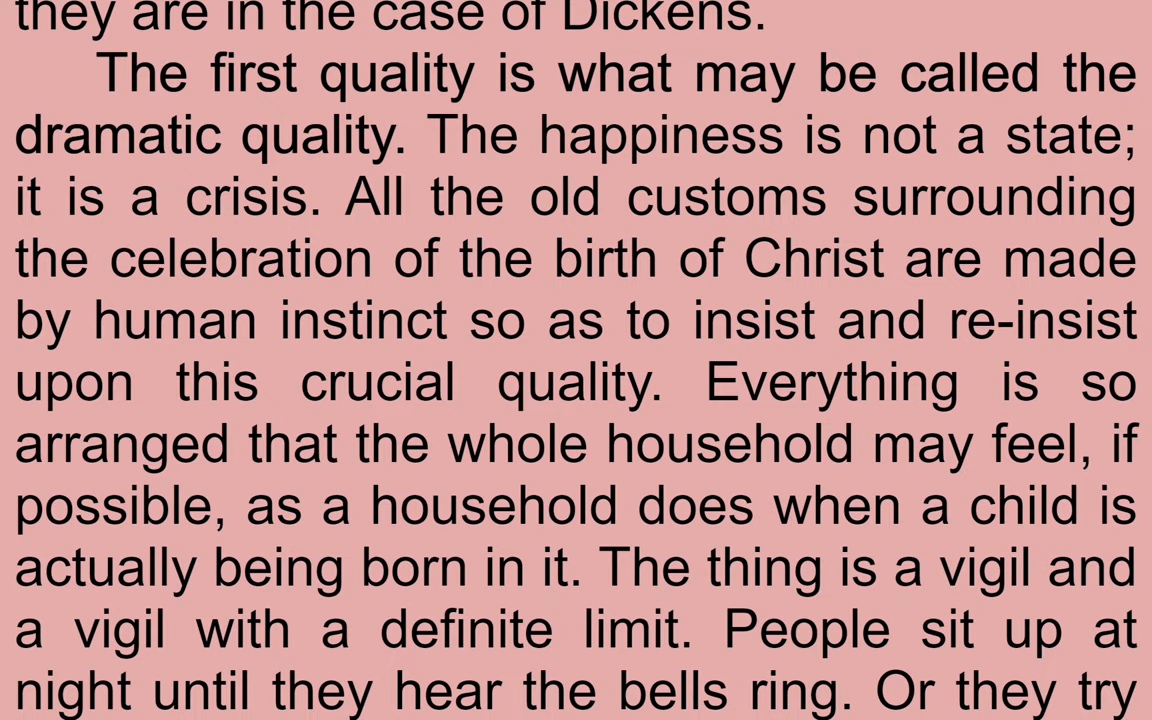 they are in the case of Dickens.
The first quality is what may be called the
dramatic quality. The happiness is not a state;
it is a crisis. All the old customs surrounding
the celebration of the birth of Christ are made
by human instinct so as to insist and re-insist
upon this crucial quality. Everything is so
arranged that the whole household may feel, if
possible, as a household does when a child is
actually being born in it. The thing is a vigil and
a vigil with a definite limit. People sit up at
night until they hear the bells ring. Or they try